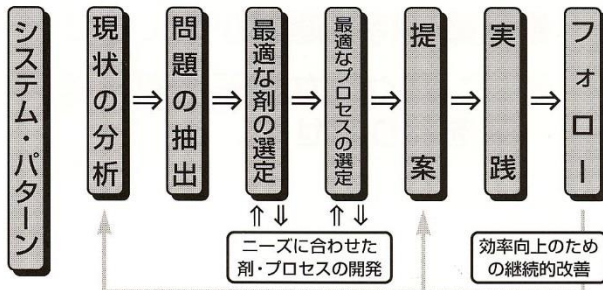 システム・パターン
現状の分析
⇒
問題の抽出
⇒
最適な剤の選定
⇒
最適なプロセスの選定
⇒
提案
⇒
実践
⇒
フォロー
⇑⇓
⇑⇓
ニーズに合わせた
剤・プロセスの開発
効率向上のため
の継続的改善